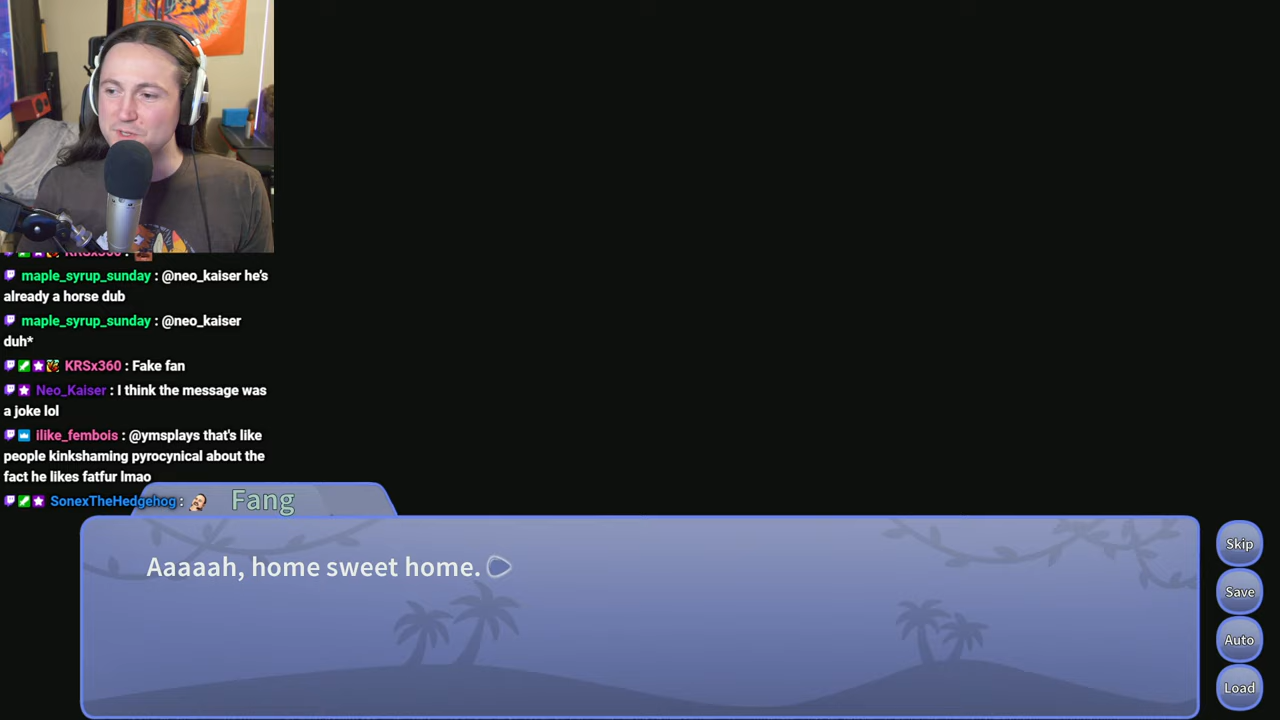 KRSx360 :
maple_syrup_sunday : @neo_kaiser he's
already a horse dub
maple_syrup_sunday : @neo_kaiser
duh*
KRSx360 : Fake fan
Neo_Kaiser : I think the message was
a joke lol
ilike_fembois : @ymsplays that's like
people kinkshaming pyrocynical about the
fact he likes fatfur lmao
SonexTheHedgehog :
Fang
Aaaaah, home sweet home.
Skip
Save
Auto
Load